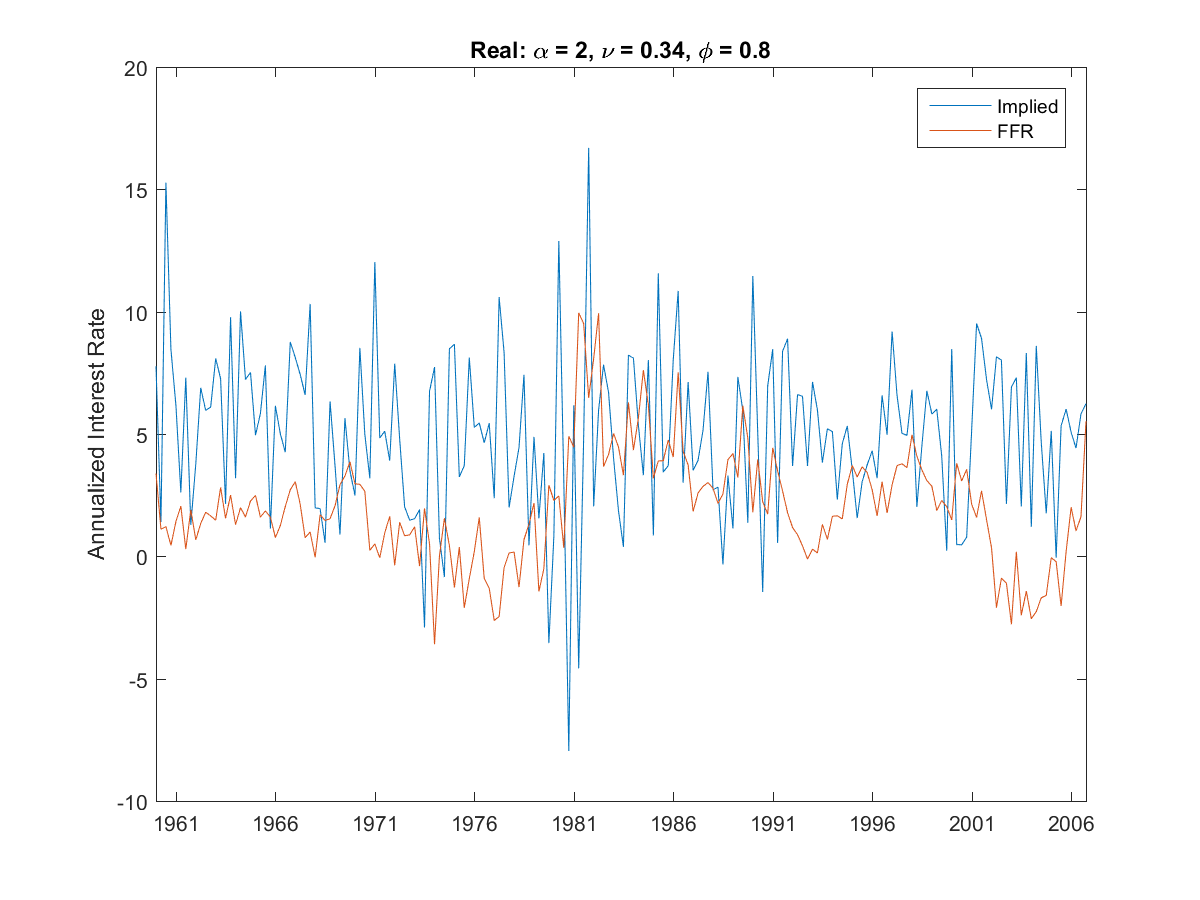 Real: α = 2, ν = 0.34, ϕ = 0.8
20
15
10
5
0
-5
-10
Annualized Interest Rate
Implied
FFR
1961 1966 1971 1976 1981 1986 1991 1996 2001 2006